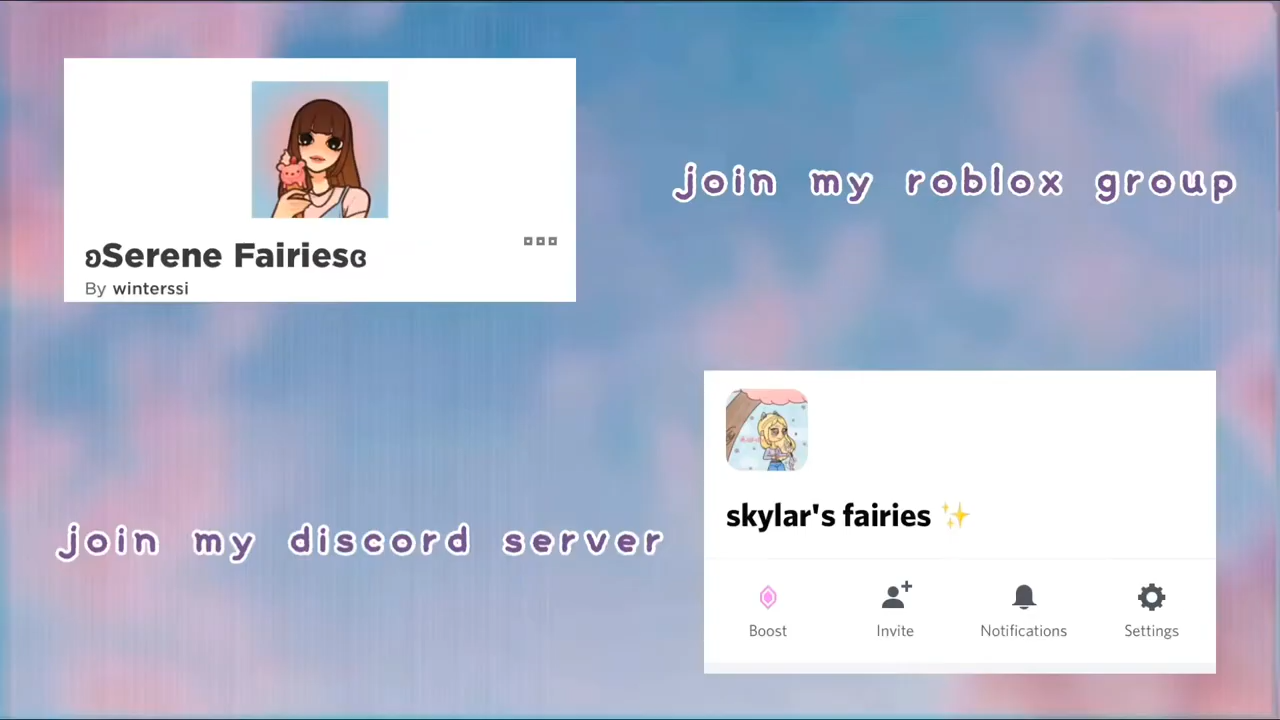 ʚSerene Fairiesɞ
By winterssi
join my roblox group
join my discord server
skylar's fairies ✨
Boost
Invite
Notifications
Settings